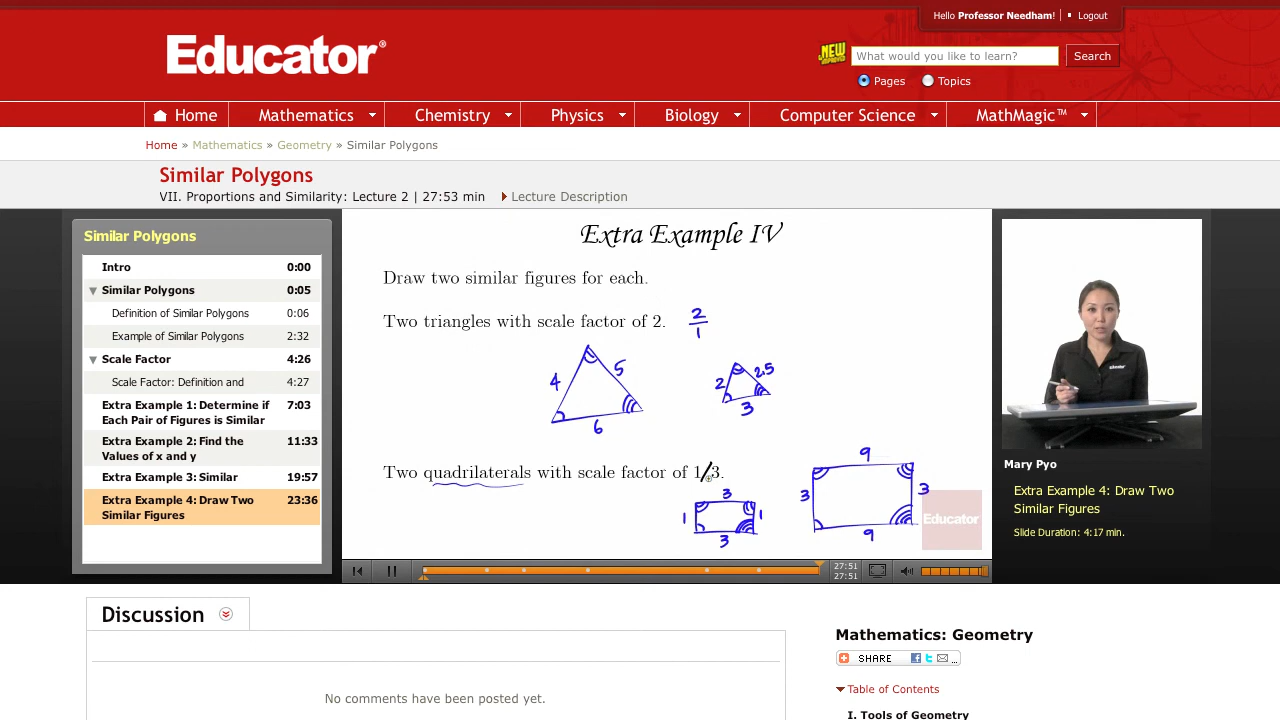 Hello Professor Needham! Logout
Educator®
NEW
What would you like to learn? Search
Pages Topics
Home Mathematics Chemistry Physics Biology Computer Science MathMagic™
Home » Mathematics » Geometry » Similar Polygons
Similar Polygons
VII. Proportions and Similarity: Lecture 2 | 27:53 min Lecture Description
Similar Polygons
Intro 0:00
Similar Polygons 0:05
Definition of Similar Polygons 0:06
Example of Similar Polygons 2:32
Scale Factor 4:26
Scale Factor: Definition and 4:27
Extra Example 1: Determine if 7:03
Each Pair of Figures is Similar
Extra Example 2: Find the 11:33
Values of x and y
Extra Example 3: Similar 19:57
Extra Example 4: Draw Two 23:36
Similar Figures
Extra Example IV
Draw two similar figures for each.
Two triangles with scale factor of 2. 2/1
4 5 6
2 2.5 3
Two quadrilaterals with scale factor of 1/3.
3 1 1 3
9 3 3 9
Educator
27:51
27:51
Educator
Mary Pyo
Extra Example 4: Draw Two
Similar Figures
Slide Duration: 4:17 min.
Discussion
No comments have been posted yet.
Mathematics: Geometry
SHARE
Table of Contents
I. Tools of Geometry